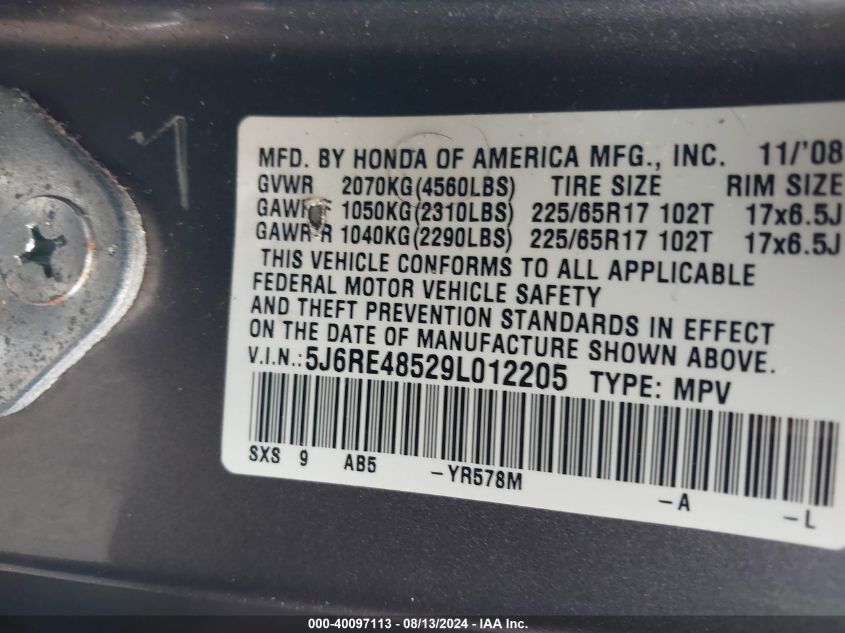 MFD. BY HONDA OF AMERICA MFG., INC. 11/'08
GVWR 2070KG(4560LBS) TIRE SIZE RIM SIZE
GAWR F 1050KG(2310LBS) 225/65R17 102T 17x6.5J
GAWR R 1040KG(2290LBS) 225/65R17 102T 17x6.5J
THIS VEHICLE CONFORMS TO ALL APPLICABLE
FEDERAL MOTOR VEHICLE SAFETY
AND THEFT PREVENTION STANDARDS IN EFFECT
ON THE DATE OF MANUFACTURE SHOWN ABOVE.
V.I.N.: 5J6RE48529L012205 TYPE: MPV
SXS 9 AB5 -YR578M -A -L
000-40097113 - 08/13/2024 - IAA Inc.